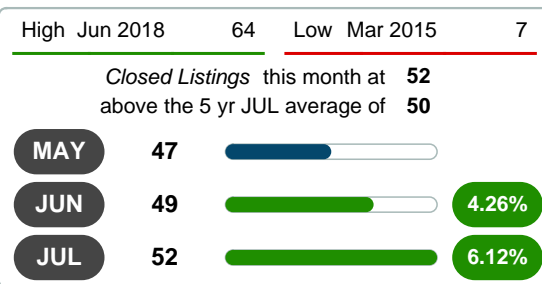 High Jun 2018 64 Low Mar 2015 7
Closed Listings this month at 52
above the 5 yr JUL average of 50
MAY 47
JUN 49 4.26%
JUL 52 6.12%